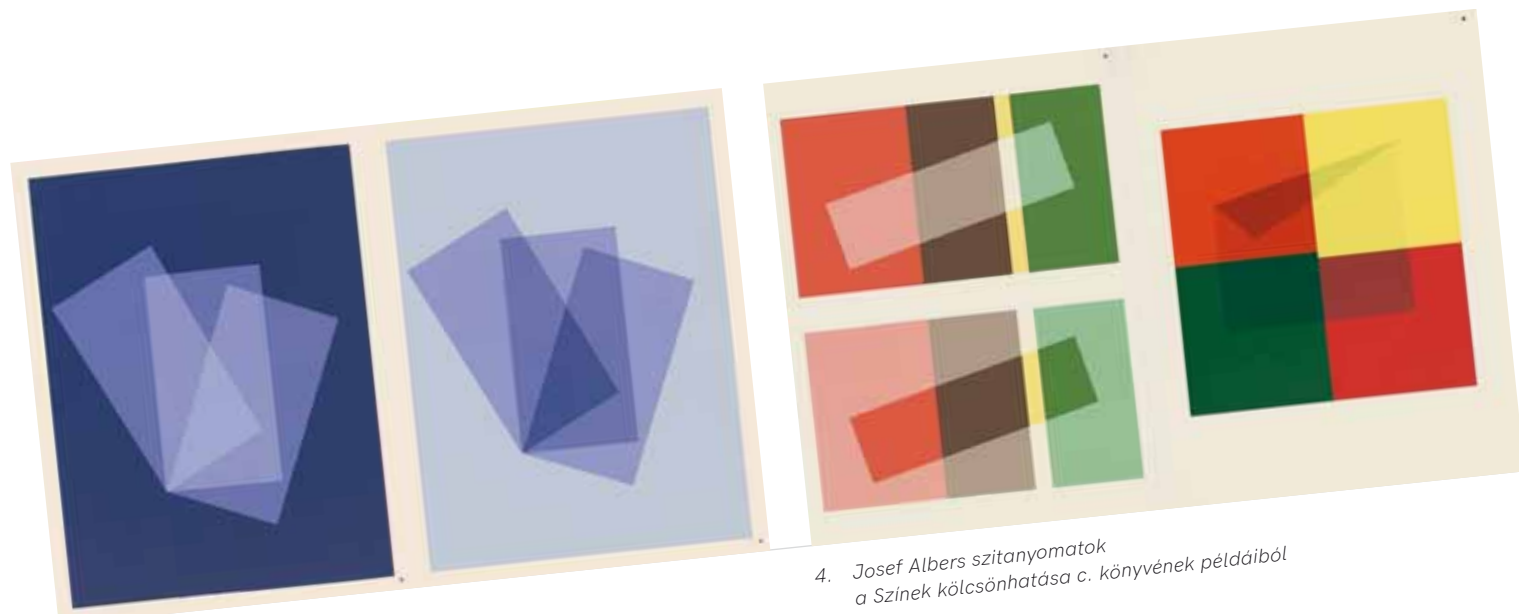 4. Josef Albers szitanyomatok
a Színek kölcsönhatása c. könyvének példáiból